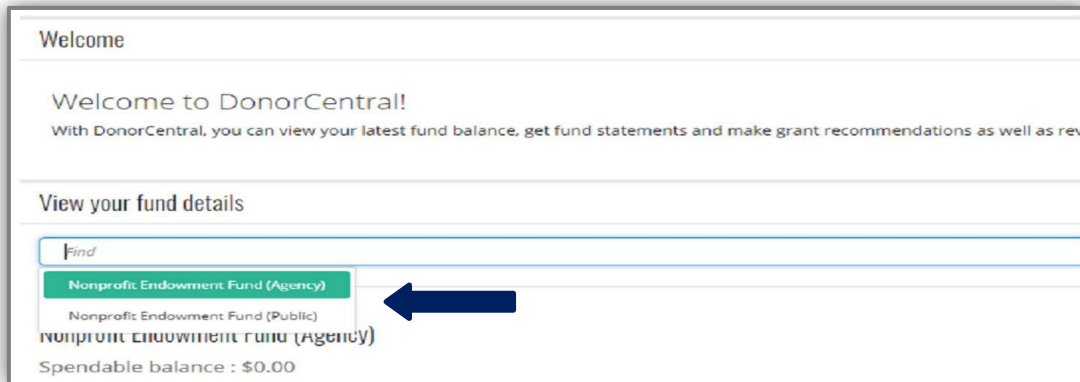 Welcome
Welcome to DonorCentral!
With DonorCentral, you can view your latest fund balance, get fund statements and make grant recommendations as well as rev
View your fund details
Find
Nonprofit Endowment Fund (Agency)
Nonprofit Endowment Fund (Public)
Nonprofit Endowment Fund (Agency)
Spendable balance : $0.00